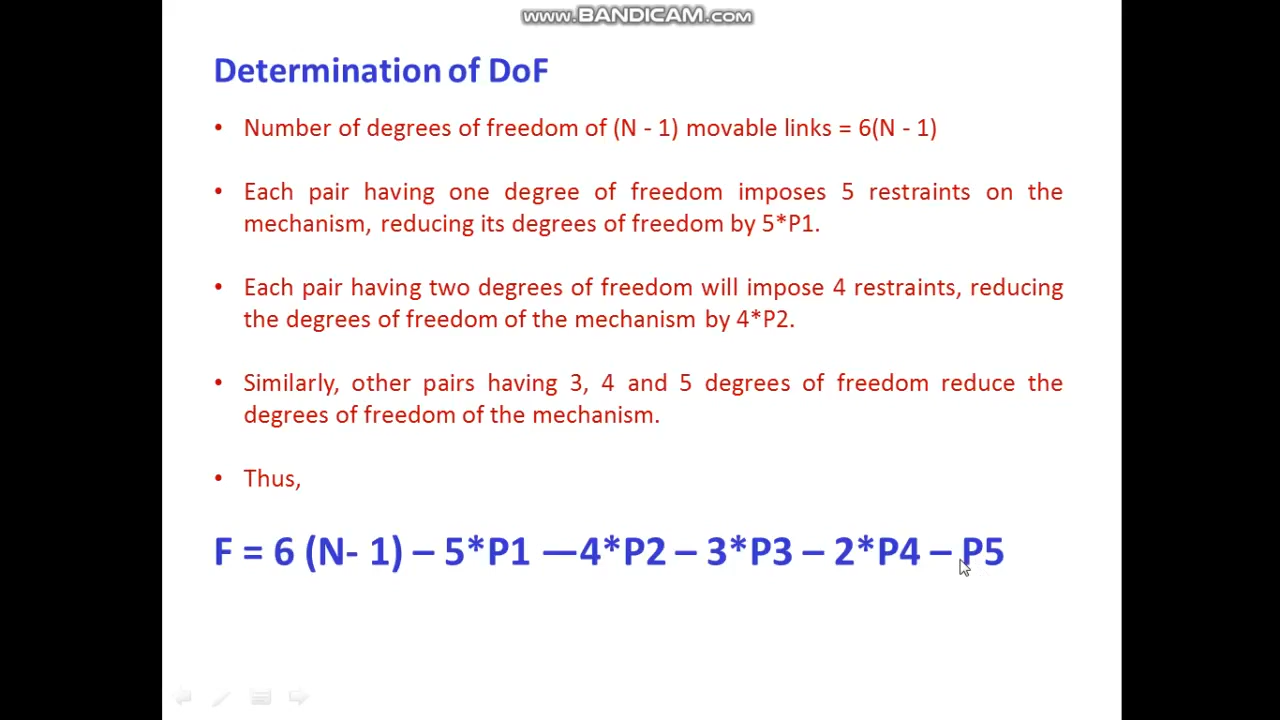 www.BANDICAM.com
Determination of DoF
• Number of degrees of freedom of (N - 1) movable links = 6(N - 1)
• Each pair having one degree of freedom imposes 5 restraints on the
mechanism, reducing its degrees of freedom by 5*P1.
• Each pair having two degrees of freedom will impose 4 restraints, reducing
the degrees of freedom of the mechanism by 4*P2.
• Similarly, other pairs having 3, 4 and 5 degrees of freedom reduce the
degrees of freedom of the mechanism.
• Thus,
F = 6 (N- 1) – 5*P1 —4*P2 – 3*P3 – 2*P4 – P5